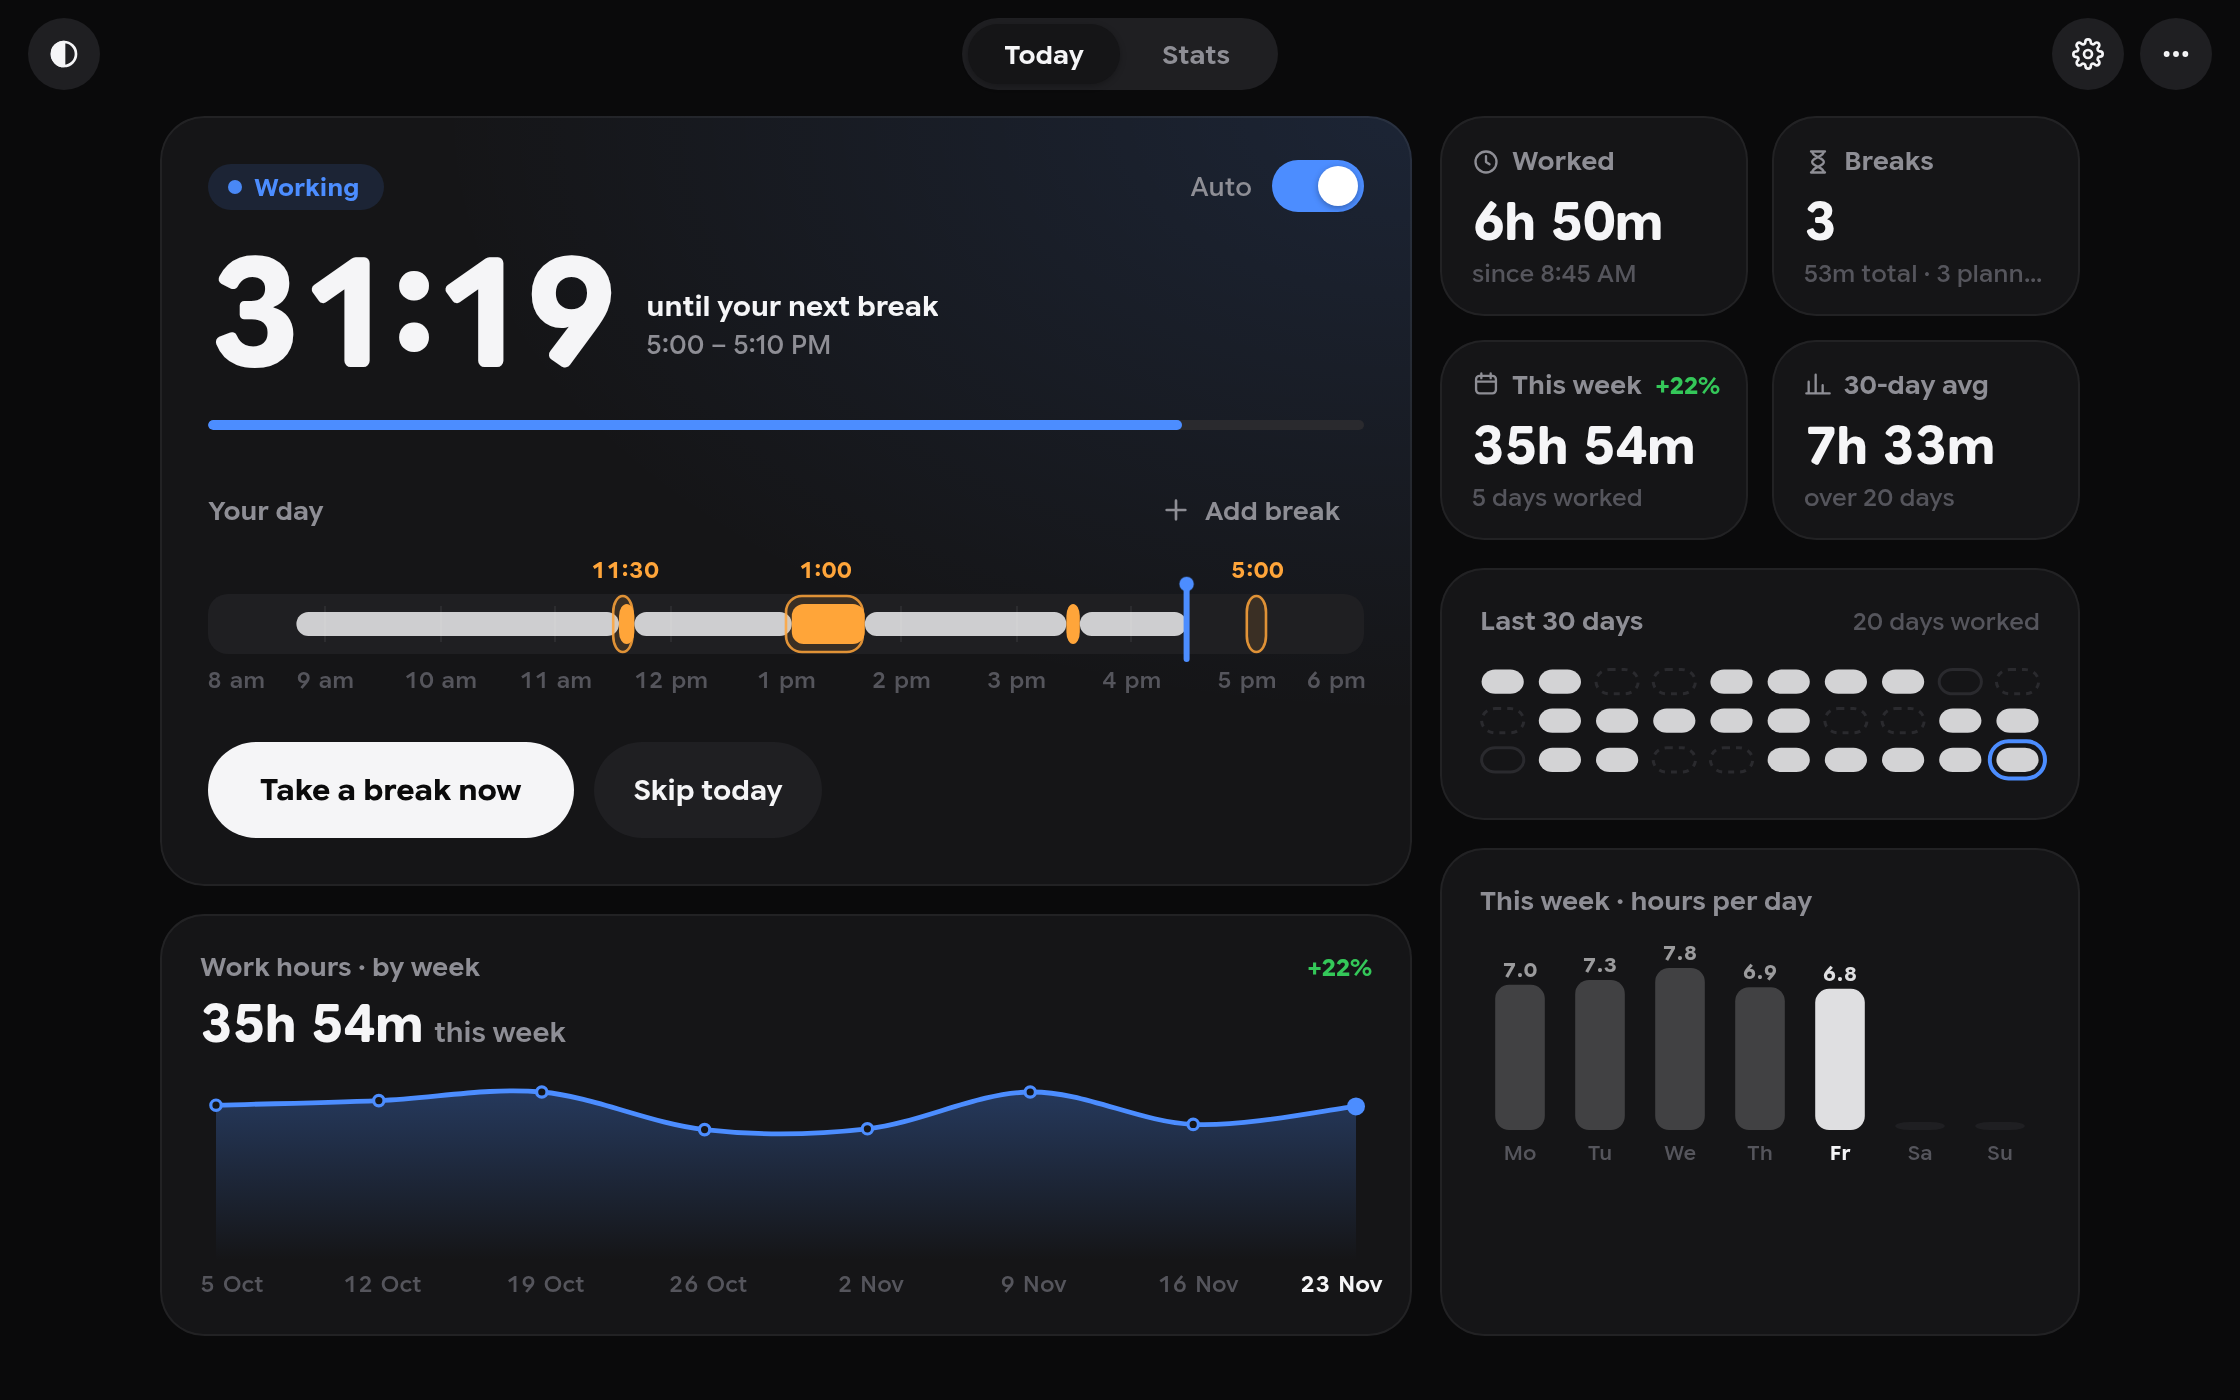 Today
Stats
Working
Auto
31:19
until your next break
5:00 – 5:10 PM
Your day
Add break
11:30
1:00
5:00
8 am
9 am
10 am
11 am
12 pm
1 pm
2 pm
3 pm
4 pm
5 pm
6 pm
Take a break now
Skip today
Worked
6h 50m
since 8:45 AM
Breaks
3
53m total · 3 plann...
This week +22%
35h 54m
5 days worked
30-day avg
7h 33m
over 20 days
Last 30 days
20 days worked
Work hours · by week
+22%
35h 54m this week
5 Oct
12 Oct
19 Oct
26 Oct
2 Nov
9 Nov
16 Nov
23 Nov
This week · hours per day
7.0
7.3
7.8
6.9
6.8
Mo
Tu
We
Th
Fr
Sa
Su